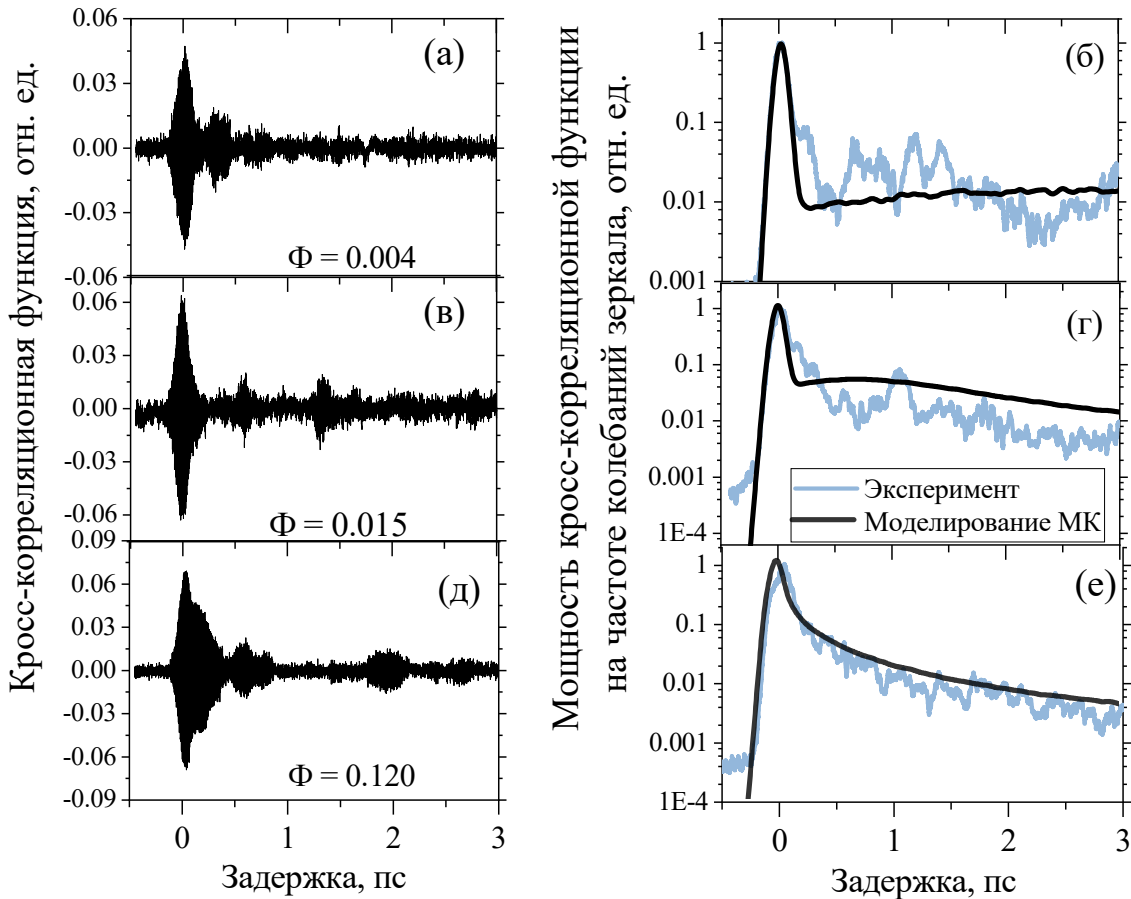 Кросс-корреляционная функция, отн. ед.
0.06
0.03
0.00
-0.03
-0.06
(а)
Φ = 0.004
0.06
0.03
0.00
-0.03
-0.06
(в)
Φ = 0.015
0.09
0.06
0.03
0.00
-0.03
-0.06
-0.09
(д)
Φ = 0.120
0 1 2 3
Задержка, пс
Мощность кросс-корреляционной функции
на частоте колебаний зеркала, отн. ед.
1
0.1
0.01
0.001
(б)
1
0.1
0.01
0.001
1E-4
(г)
Эксперимент
Моделирование МК
1
0.1
0.01
0.001
1E-4
(е)
0 1 2 3
Задержка, пс